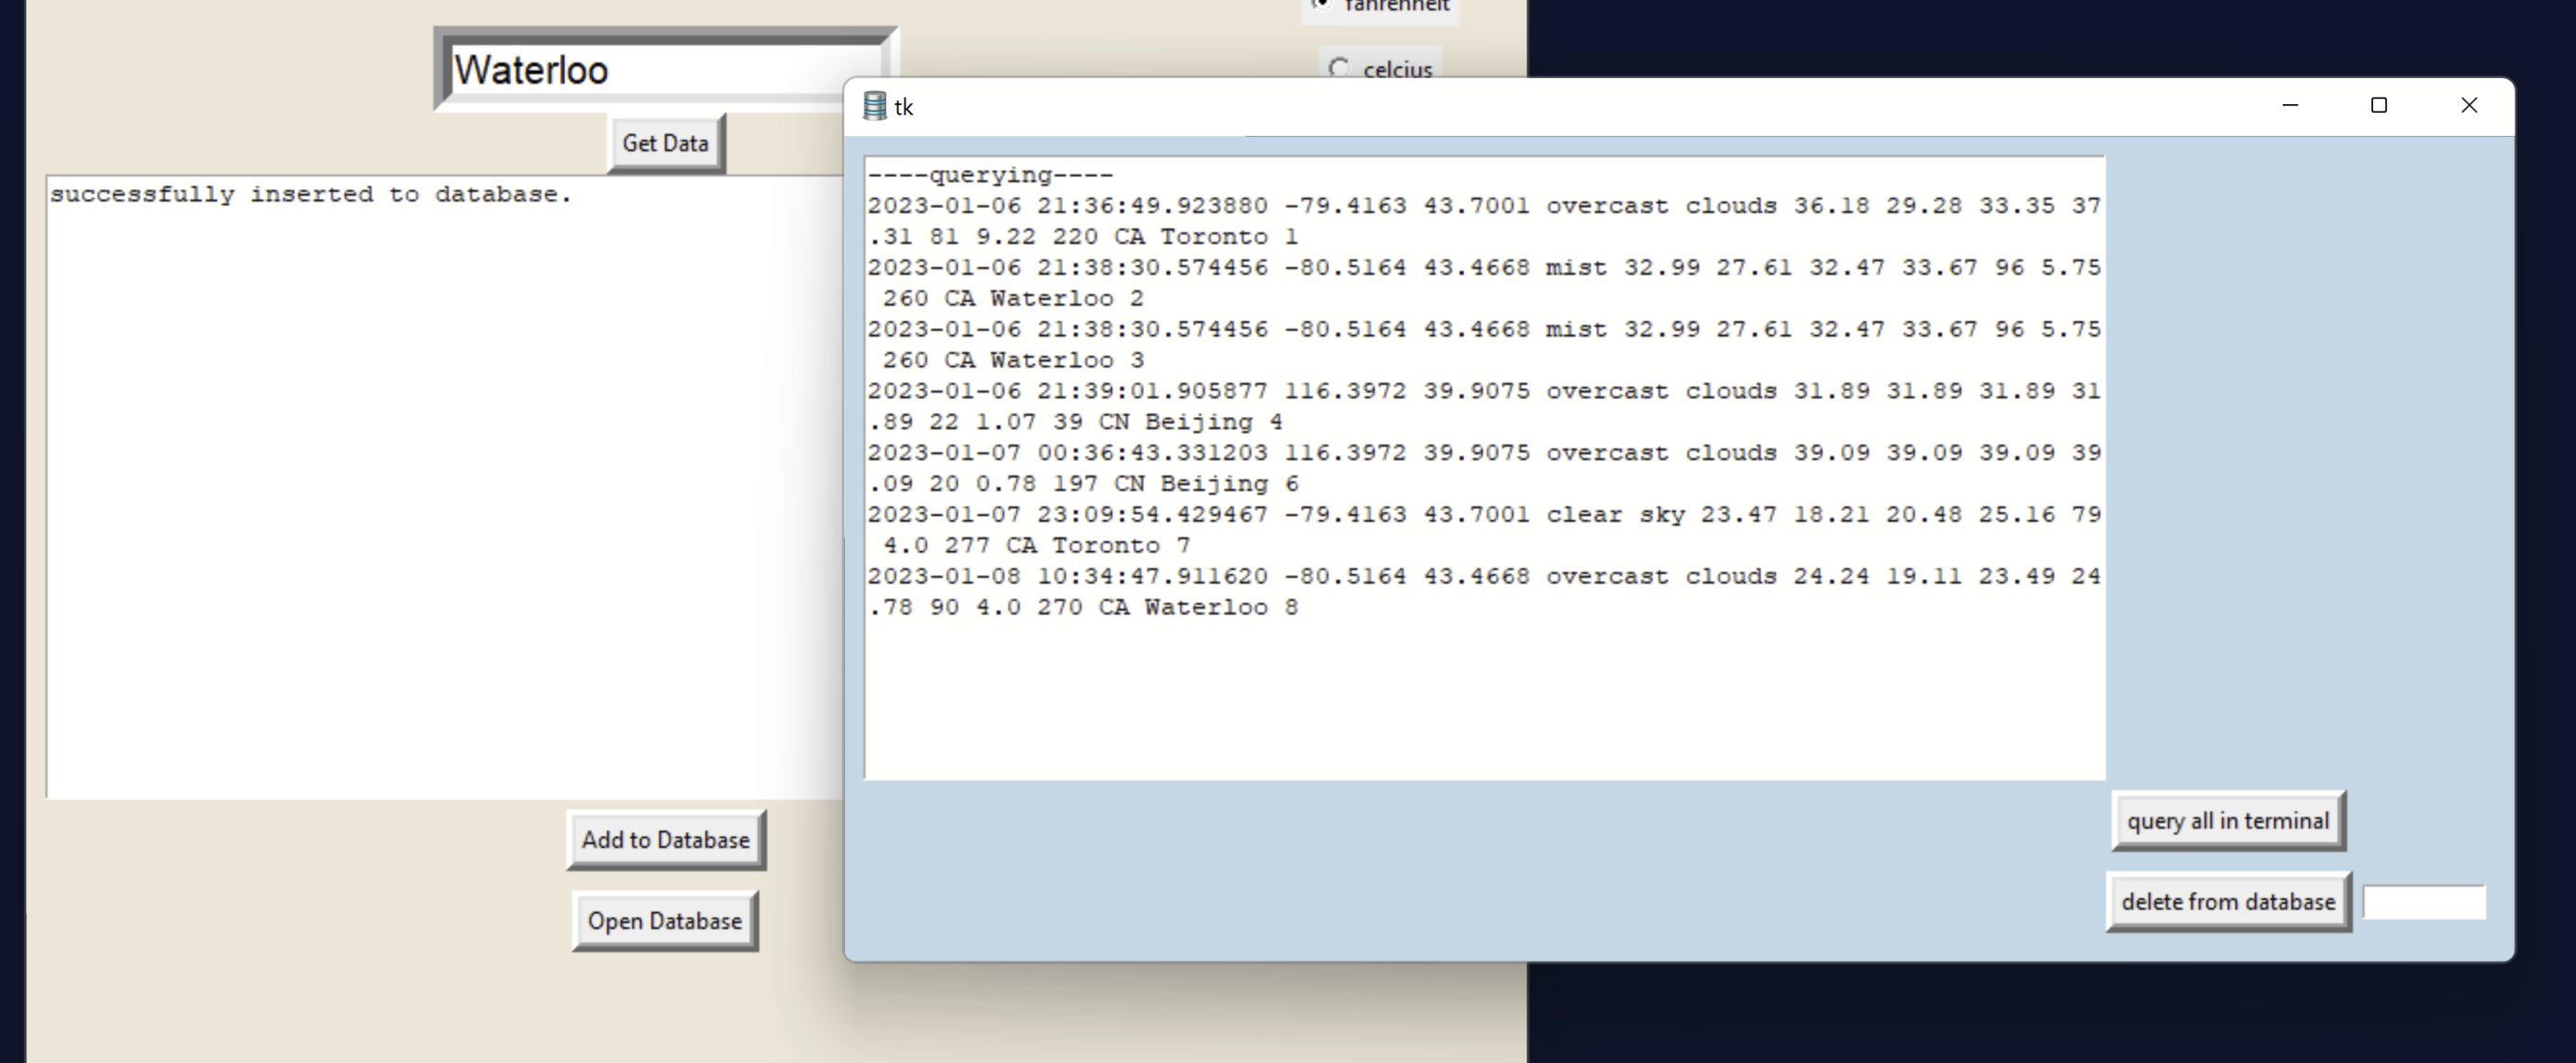 fahrenheit
Waterloo
celcius
Get Data
successfully inserted to database.
Add to Database
Open Database
tk
----querying----
2023-01-06 21:36:49.923880 -79.4163 43.7001 overcast clouds 36.18 29.28 33.35 37
.31 81 9.22 220 CA Toronto 1
2023-01-06 21:38:30.574456 -80.5164 43.4668 mist 32.99 27.61 32.47 33.67 96 5.75
 260 CA Waterloo 2
2023-01-06 21:38:30.574456 -80.5164 43.4668 mist 32.99 27.61 32.47 33.67 96 5.75
 260 CA Waterloo 3
2023-01-06 21:39:01.905877 116.3972 39.9075 overcast clouds 31.89 31.89 31.89 31
.89 22 1.07 39 CN Beijing 4
2023-01-07 00:36:43.331203 116.3972 39.9075 overcast clouds 39.09 39.09 39.09 39
.09 20 0.78 197 CN Beijing 6
2023-01-07 23:09:54.429467 -79.4163 43.7001 clear sky 23.47 18.21 20.48 25.16 79
 4.0 277 CA Toronto 7
2023-01-08 10:34:47.911620 -80.5164 43.4668 overcast clouds 24.24 19.11 23.49 24
.78 90 4.0 270 CA Waterloo 8
query all in terminal
delete from database